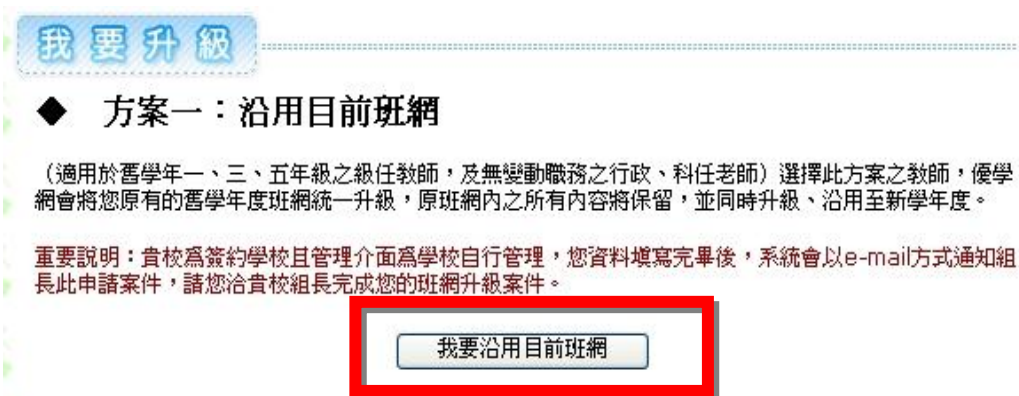 我要升級
◆ 方案一：沿用目前班網
（適用於舊學年一、三、五年級之級任教師，及無變動職務之行政、科任老師）選擇此方案之教師，優學
網會將您原有的舊學年度班網統一升級，原班網內之所有內容將保留，並同時升級、沿用至新學年度。
重要說明：貴校為簽約學校且管理介面為學校自行管理，您資料填寫完畢後，系統會以e-mail方式通知組
長此申請案件，請您洽貴校組長完成您的班網升級案件。
我要沿用目前班網